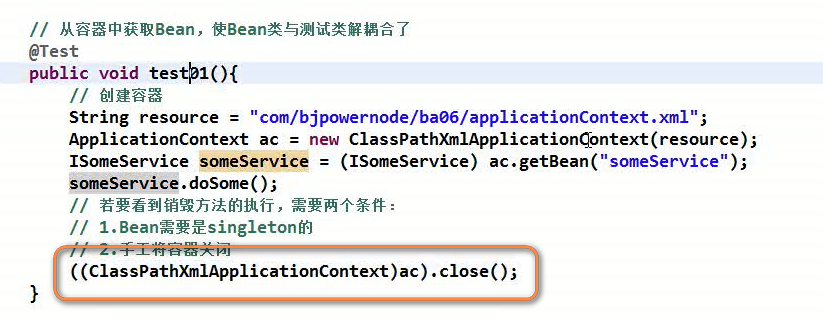 // 从容器中获取Bean，使Bean类与测试类解耦合了
@Test
public void test01(){
// 创建容器
String resource = "com/bjpowernode/ba06/applicationContext.xml";
ApplicationContext ac = new ClassPathXmlApplicationContext(resource);
ISomeService someService = (ISomeService) ac.getBean("someService");
someService.doSome();
// 若要看到销毁方法的执行，需要两个条件：
// 1.Bean需要是singleton的
// 2.手工将容器关闭
((ClassPathXmlApplicationContext)ac).close();
}